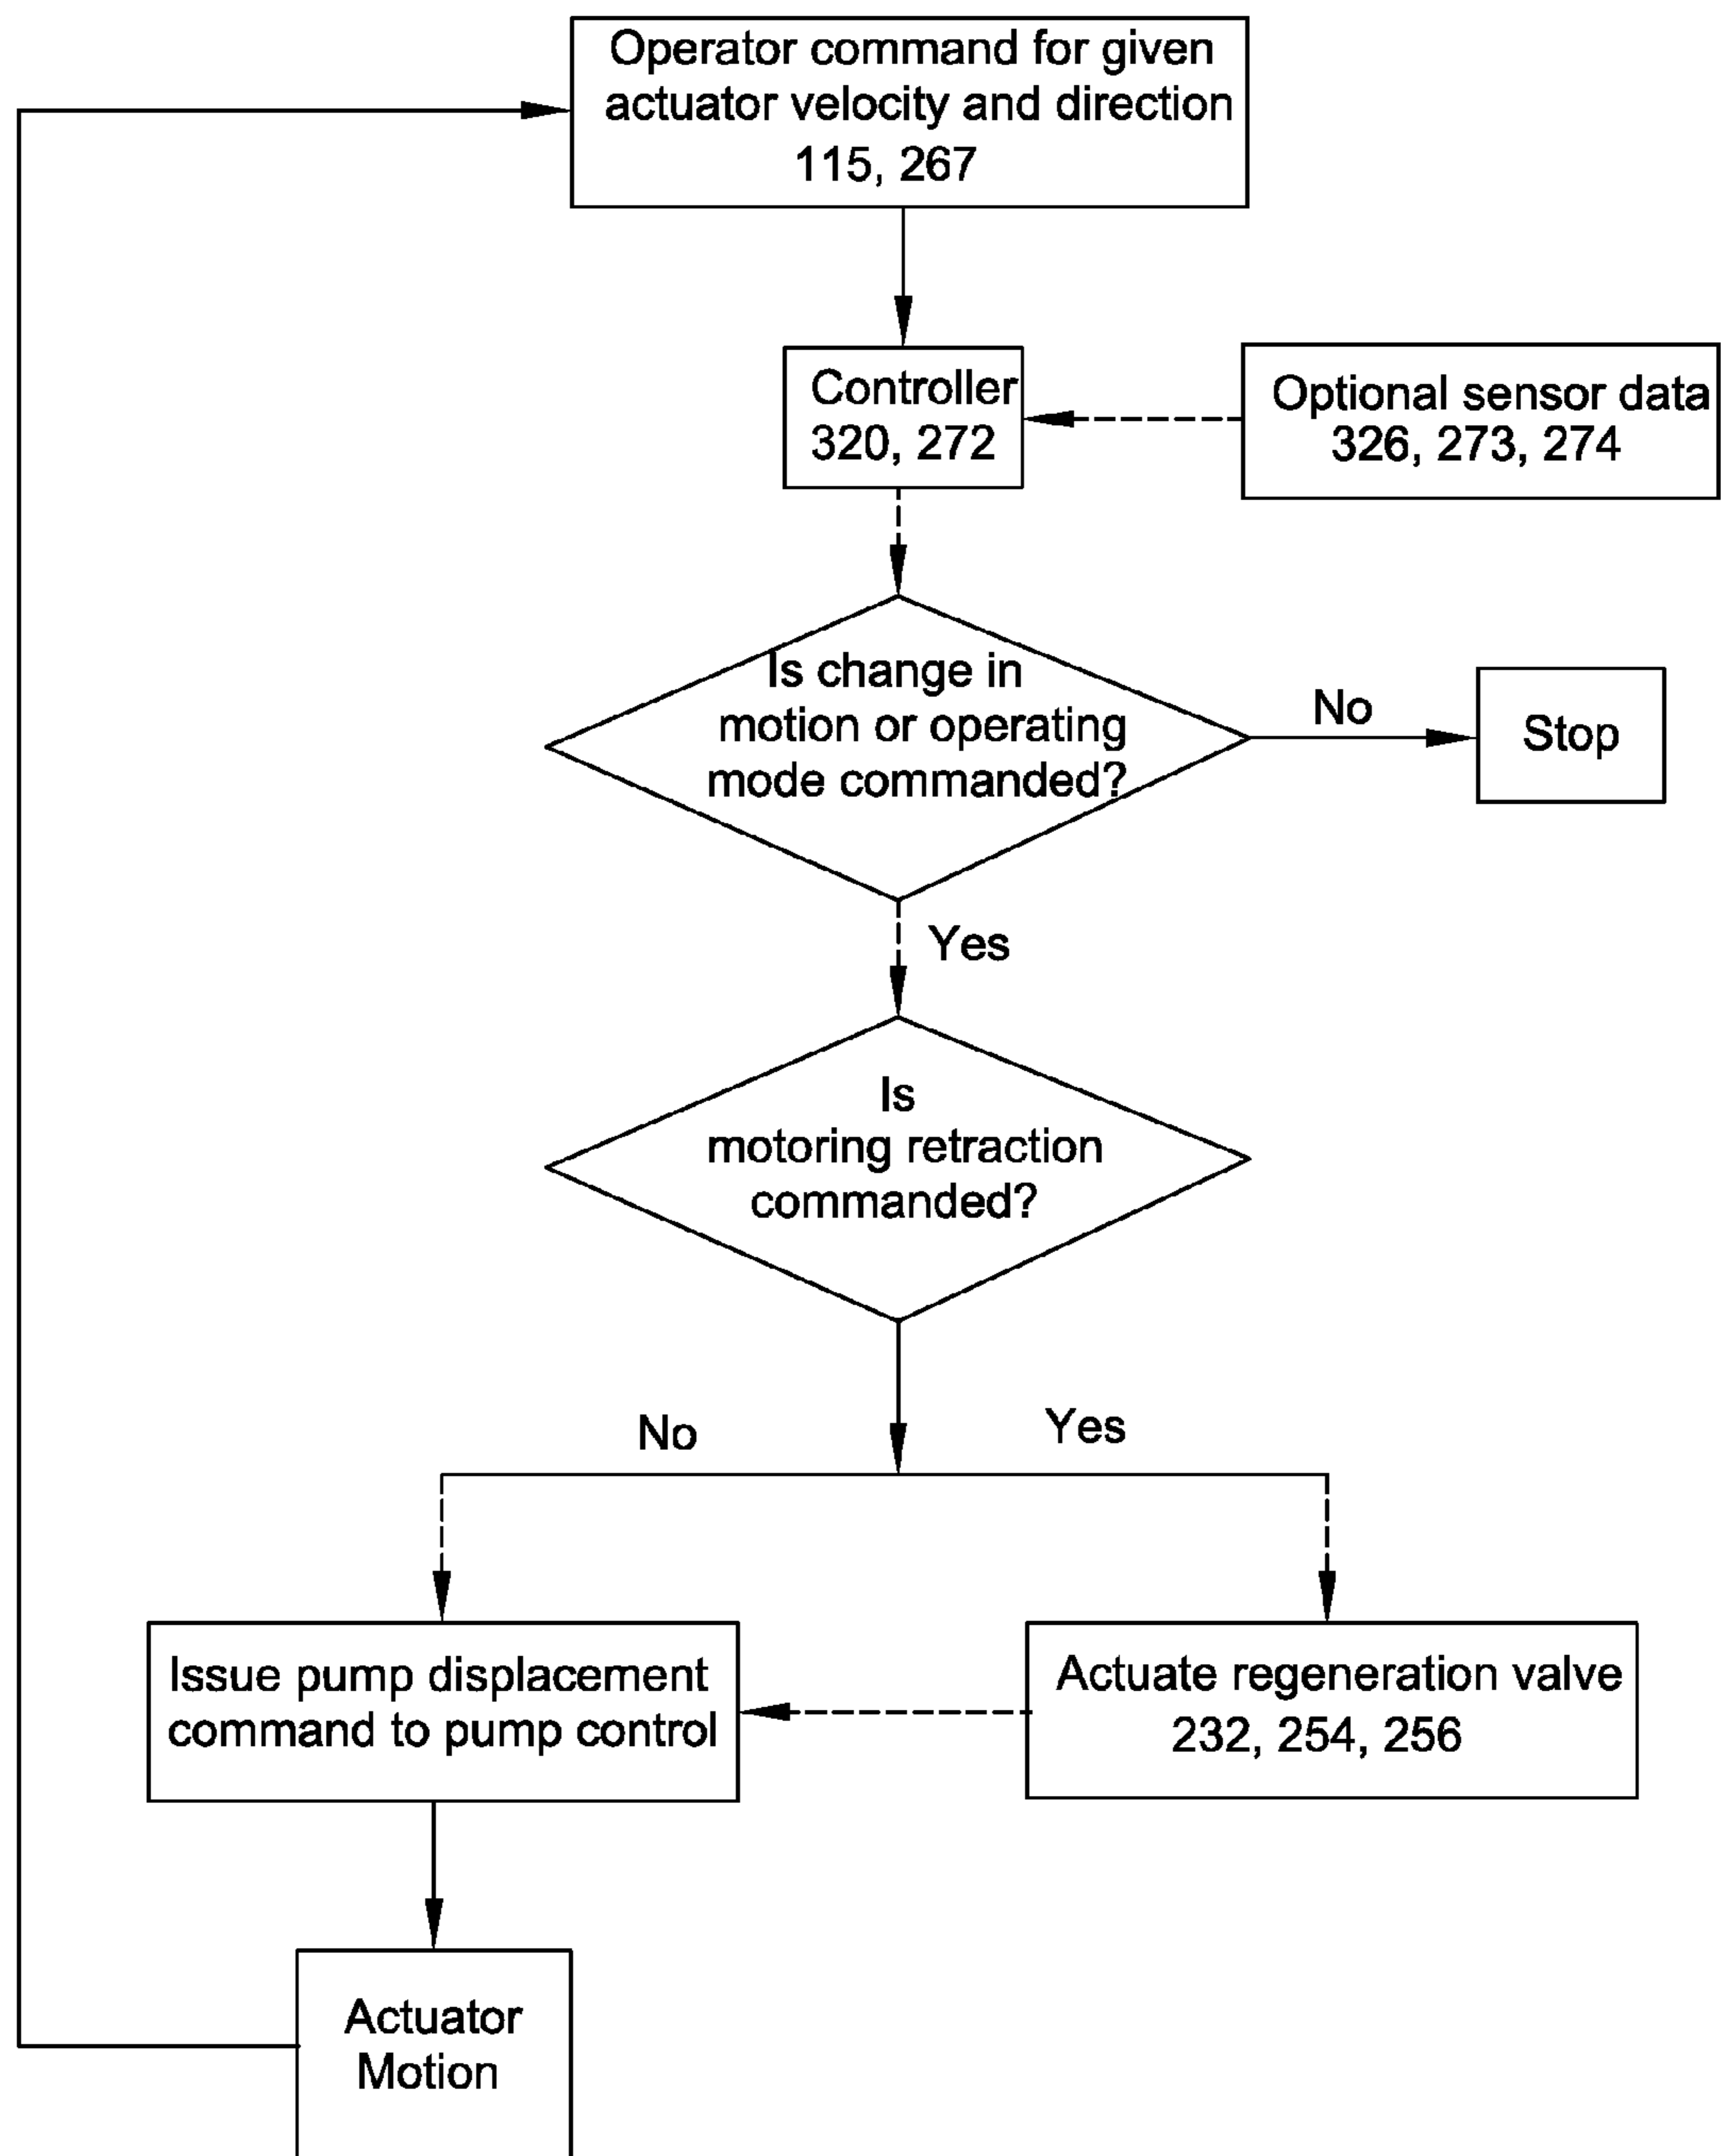 Operator command for given
actuator velocity and direction
115, 267
Controller
320, 272
Optional sensor data
326, 273, 274
Is change in
motion or operating
mode commanded?
No
Stop
Yes
Is
motoring retraction
commanded?
No
Yes
Issue pump displacement
command to pump control
Actuate regeneration valve
232, 254, 256
Actuator
Motion